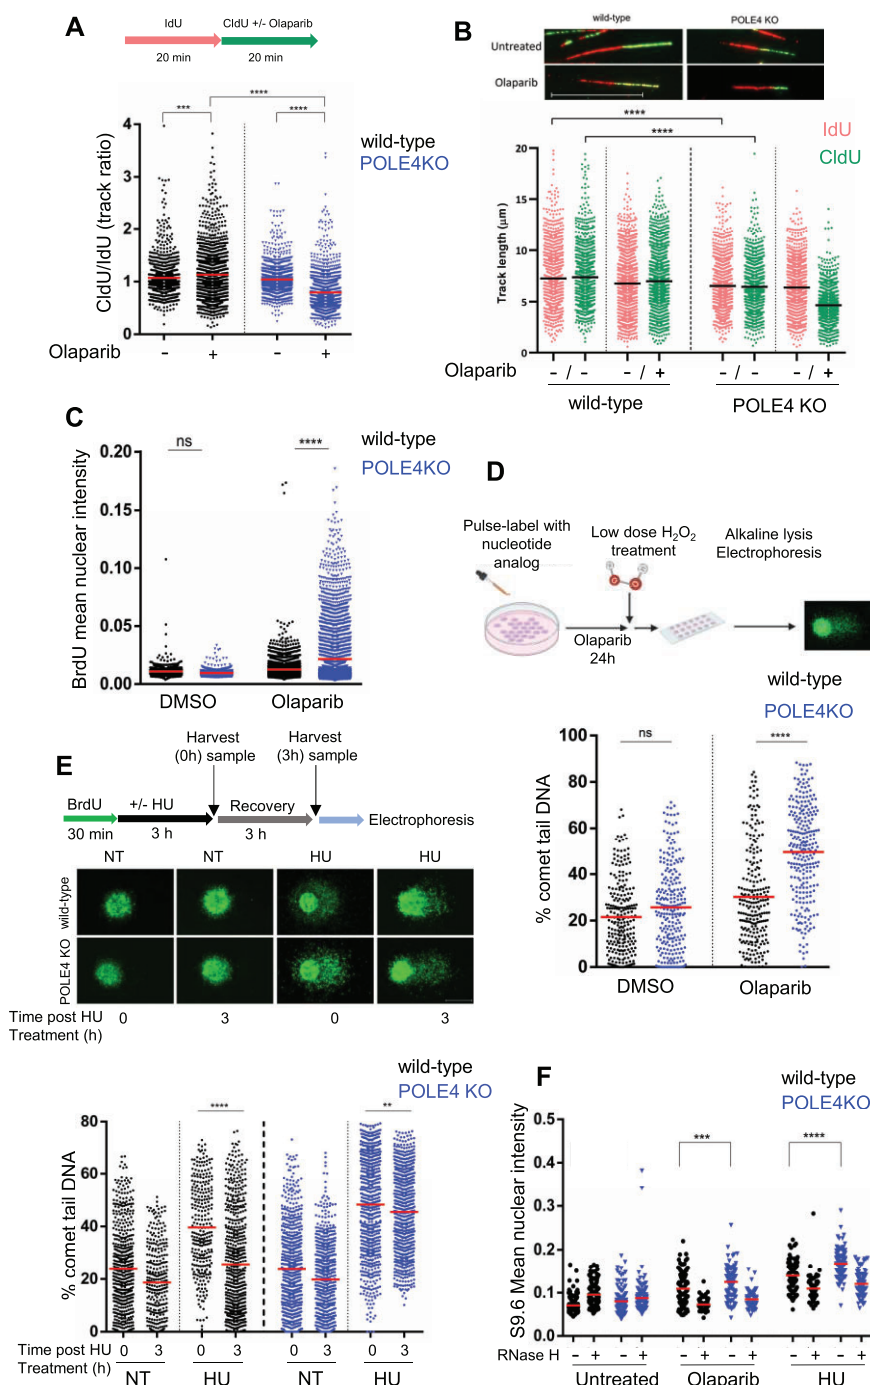 A
IdU
CldU +/- Olaparib
20 min
20 min
***
****
****
wild-type
POLE4KO
CldU/IdU (track ratio)
4
3
2
1
0
Olaparib
- + - +
B
wild-type
POLE4 KO
Untreated
Olaparib
****
****
IdU
CldU
Track length (μm)
20
15
10
5
0
Olaparib
- / - - / + - / - - / +
wild-type
POLE4 KO
C
wild-type
POLE4KO
ns
****
BrdU mean nuclear intensity
0.20
0.15
0.10
0.05
0.00
DMSO
Olaparib
D
Pulse-label with
nucleotide
analog
Low dose H₂O₂
treatment
Alkaline lysis
Electrophoresis
Olaparib
24h
wild-type
POLE4KO
ns
****
% comet tail DNA
100
80
60
40
20
0
DMSO
Olaparib
E
Harvest
(0h) sample
Harvest
(3h) sample
BrdU
+/- HU
Recovery
Electrophoresis
30 min
3 h
3 h
NT
NT
HU
HU
wild-type
POLE4 KO
Time post HU
Treatment (h)
0 3 0 3
wild-type
POLE4 KO
****
**
% comet tail DNA
80
60
40
20
0
Time post HU
Treatment (h)
0 3 0 3 0 3 0 3
NT HU NT HU
F
wild-type
POLE4KO
***
****
S9.6 Mean nuclear intensity
0.5
0.4
0.3
0.2
0.1
0.0
RNase H
- + - + - + - + - + - +
Untreated
Olaparib
HU